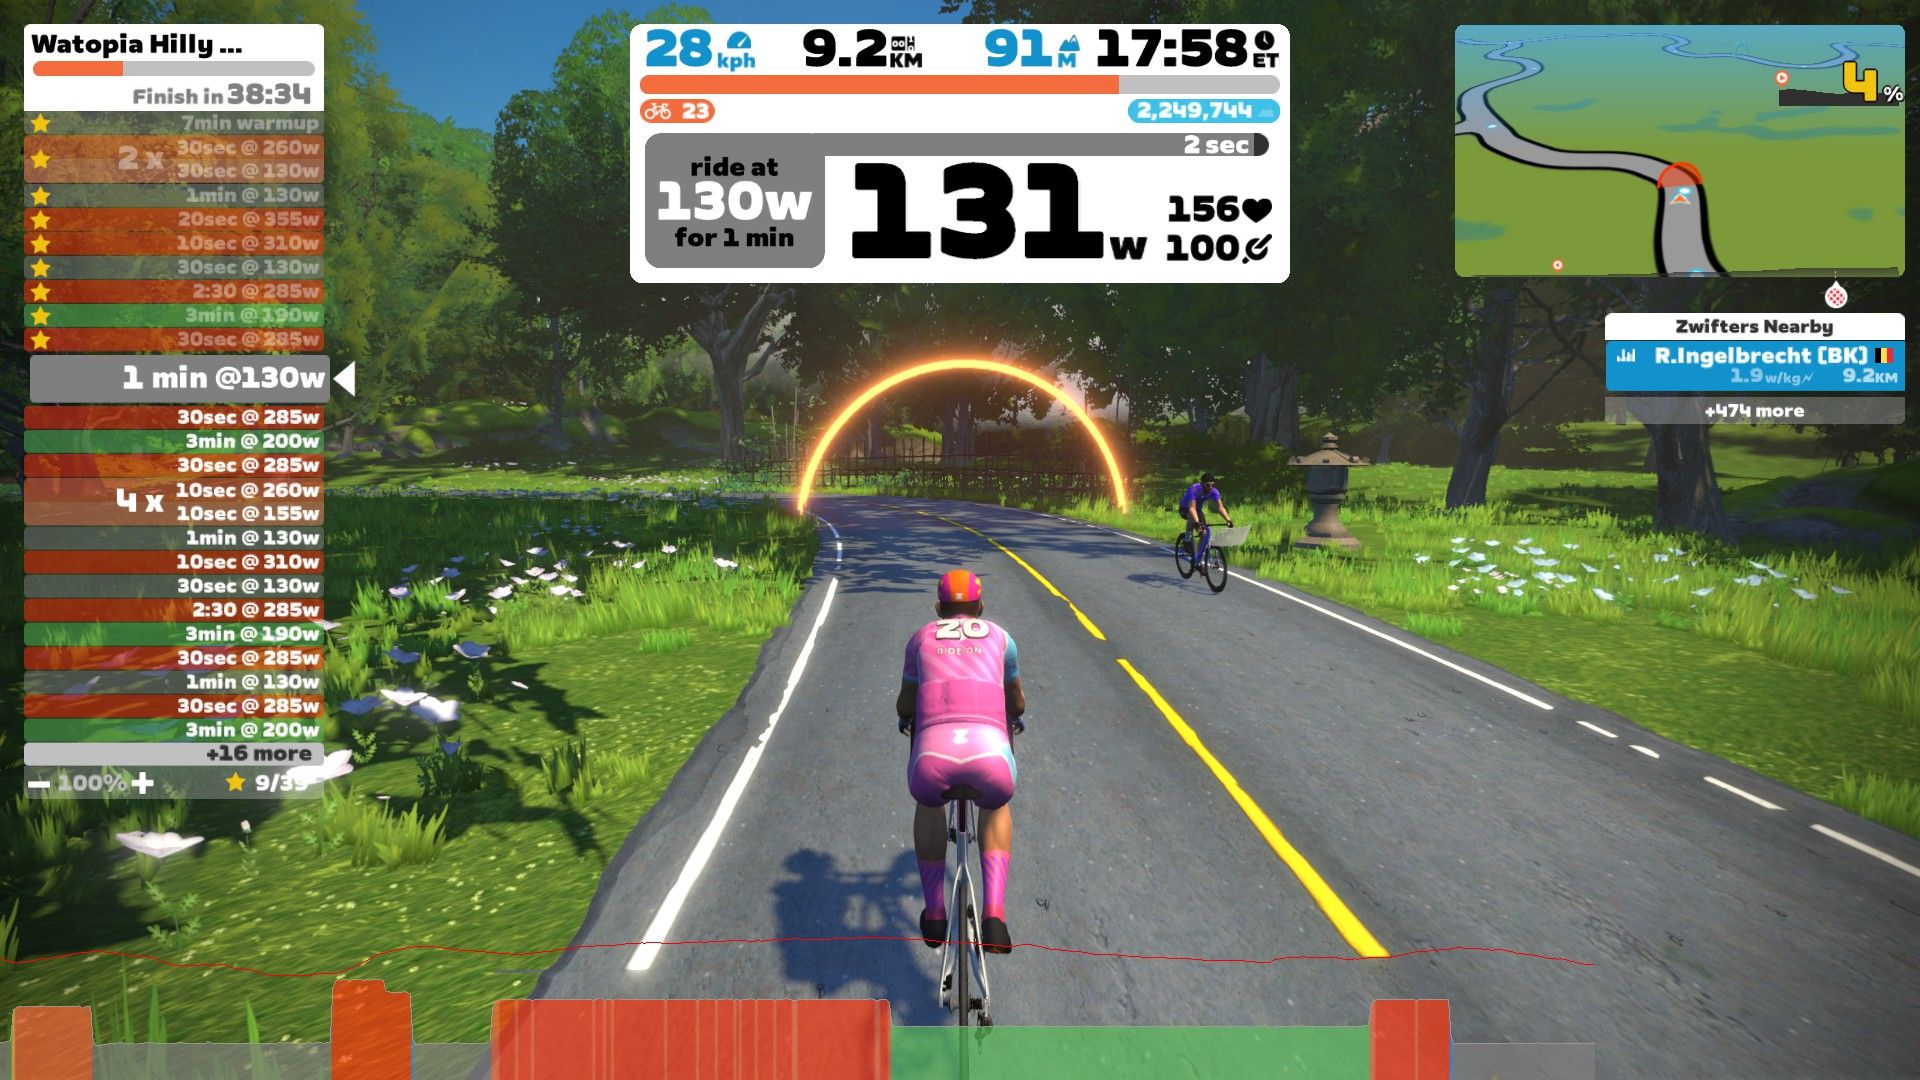 Watopia Hilly ...
Finish in 38:34
7min warmup
2 x
30sec @ 260w
30sec @ 130w
1min @ 130w
20sec @ 355w
10sec @ 310w
30sec @ 130w
2:30 @ 285w
3min @ 190w
30sec @ 285w
1 min @130w
30sec @ 285w
3min @ 200w
30sec @ 285w
4 x
10sec @ 260w
10sec @ 155w
1min @ 130w
10sec @ 310w
30sec @ 130w
2:30 @ 285w
3min @ 190w
30sec @ 285w
1min @ 130w
30sec @ 285w
3min @ 200w
+16 more
− 100% + 9/39
28 kph 9.2 KM 91 M 17:58 ET
23 2,249,744
2 sec
ride at
130w
for 1 min
131 w
156
100
4 %
Zwifters Nearby
R.Ingelbrecht (BK)
1.9 w/kg 9.2 KM
+474 more
20
RIDE ON
Z